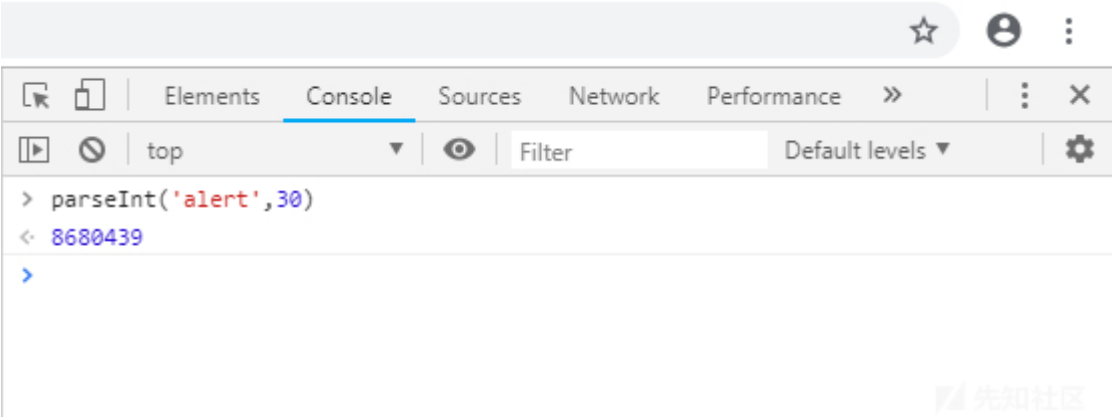 Elements Console Sources Network Performance »
top Filter Default levels
> parseInt('alert',30)
8680439
>
先知社区